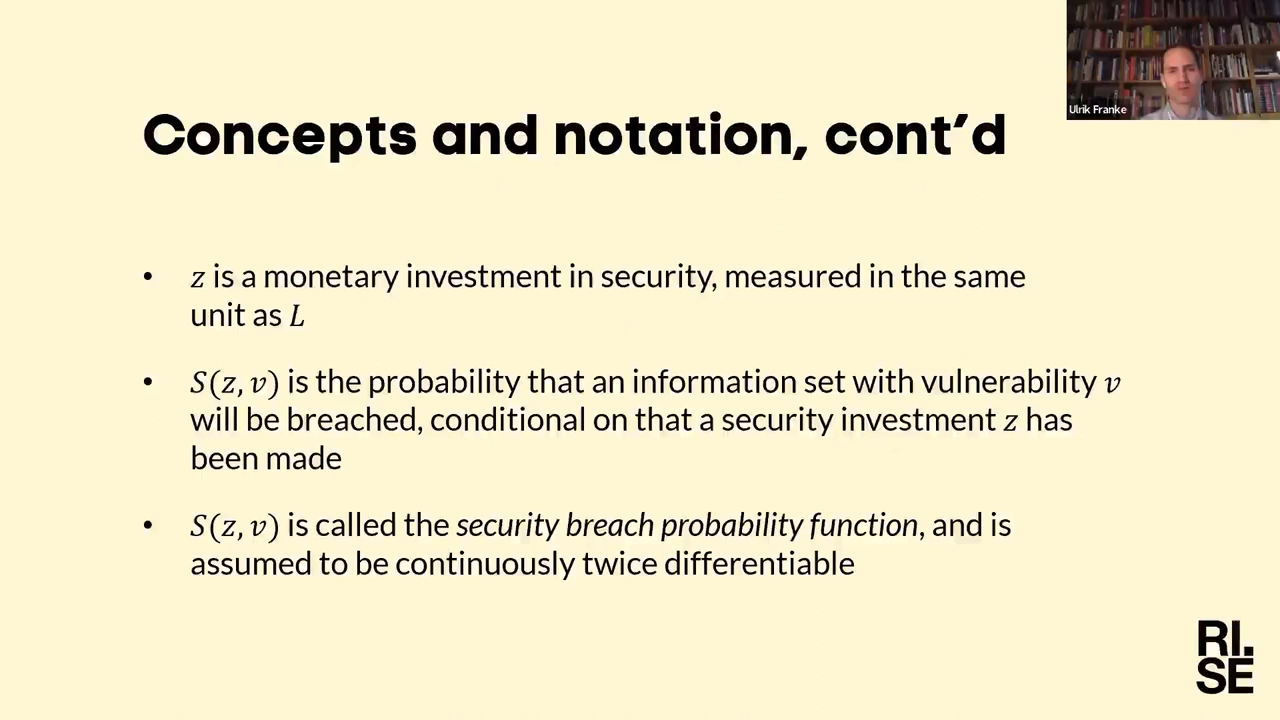 Ulrik Franke
Concepts and notation, cont’d
• z is a monetary investment in security, measured in the same
unit as L
• S(z, v) is the probability that an information set with vulnerability v
will be breached, conditional on that a security investment z has
been made
• S(z, v) is called the security breach probability function, and is
assumed to be continuously twice differentiable
RI.
SE